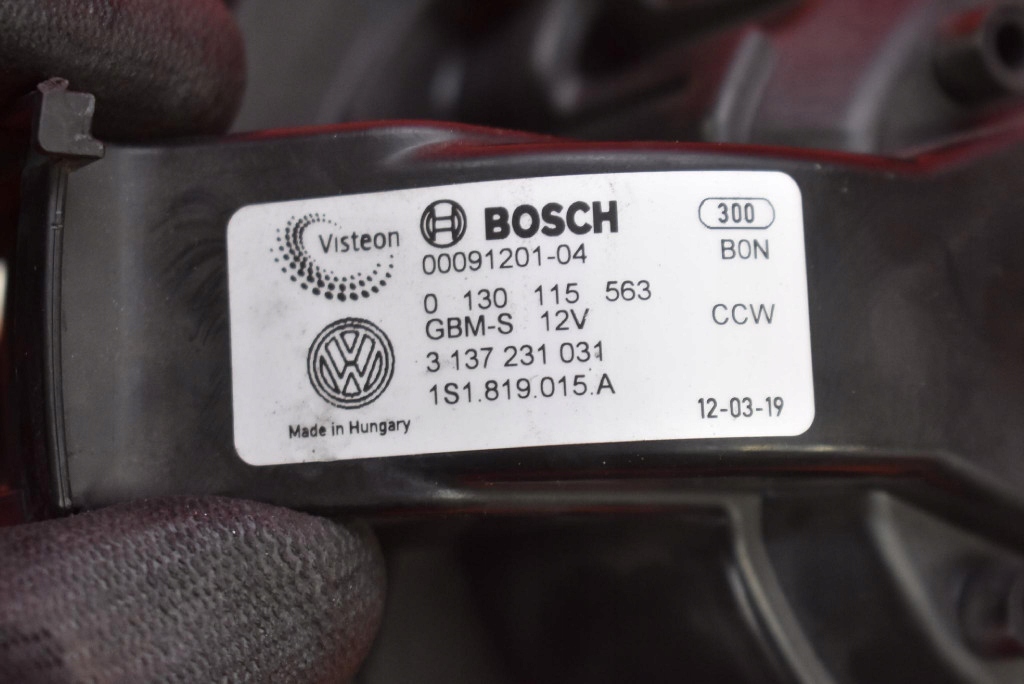 Visteon BOSCH 300
00091201-04 B0N
0 130 115 563
GBM-S 12V CCW
3 137 231 031
1S1.819.015.A
Made in Hungary 12-03-19